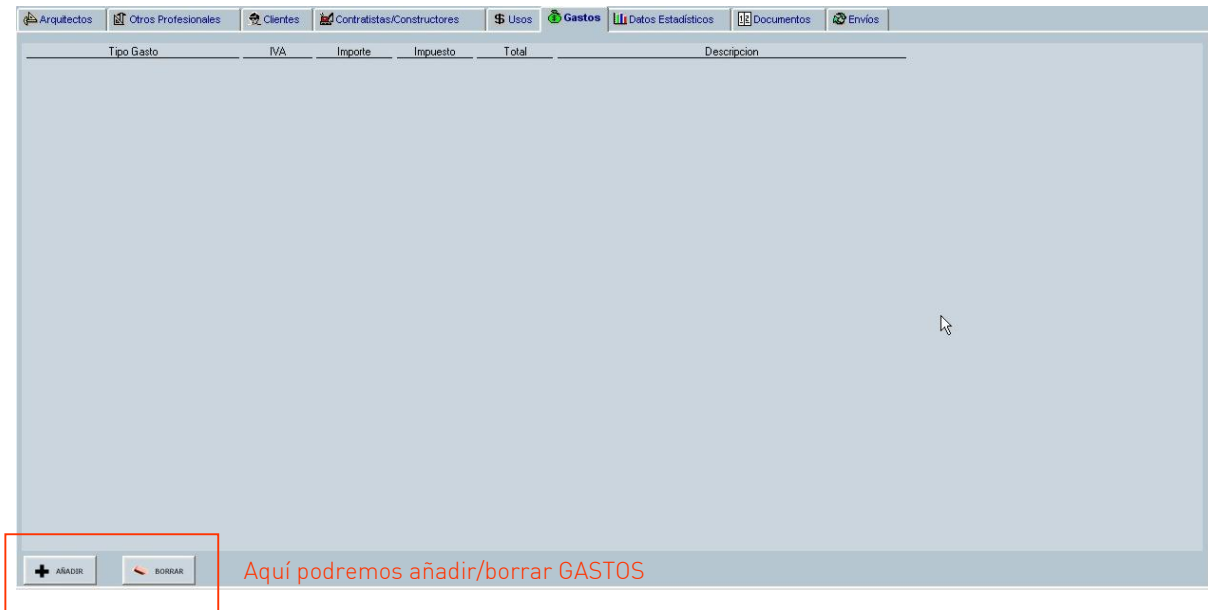 Arquitectos Otros Profesionales Clientes Contratistas/Constructores Usos Gastos Datos Estadísticos Documentos Envíos
Tipo Gasto IVA Importe Impuesto Total Descripcion
AÑADIR BORRAR Aquí podremos añadir/borrar GASTOS